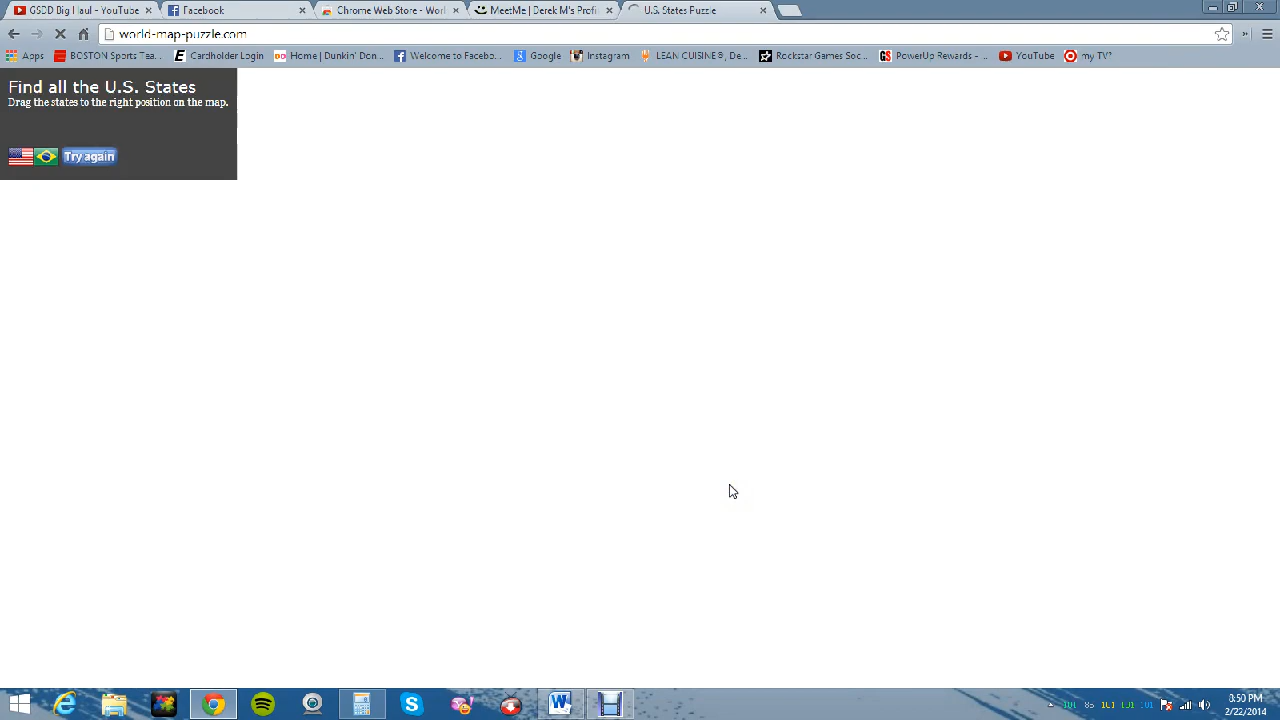 GSDD Big Haul - YouTube
Facebook
Chrome Web Store - Worl
MeetMe | Derek M's Profi
U.S. States Puzzle
world-map-puzzle.com
Apps
BOSTON Sports Tea...
Cardholder Login
Home | Dunkin' Don...
Welcome to Facebo...
Google
Instagram
LEAN CUISINE®, De...
Rockstar Games Soc...
PowerUp Rewards - ...
YouTube
my TV?
Find all the U.S. States
Drag the states to the right position on the map.
Try again
8:50 PM
2/22/2014